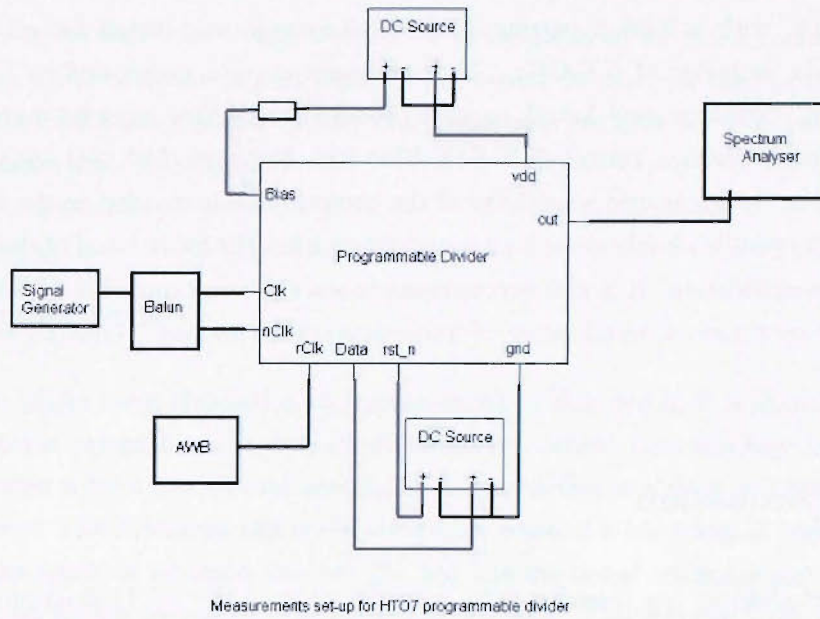 DC Source
Spectrum
Analyser
vdd
Bias
out
Programmable Divider
Signal
Generator
Balun
Clk
nClk
rClk Data rst_n gnd
AWB
DC Source
+ - + -
Measurements set-up for HTO7 programmable divider